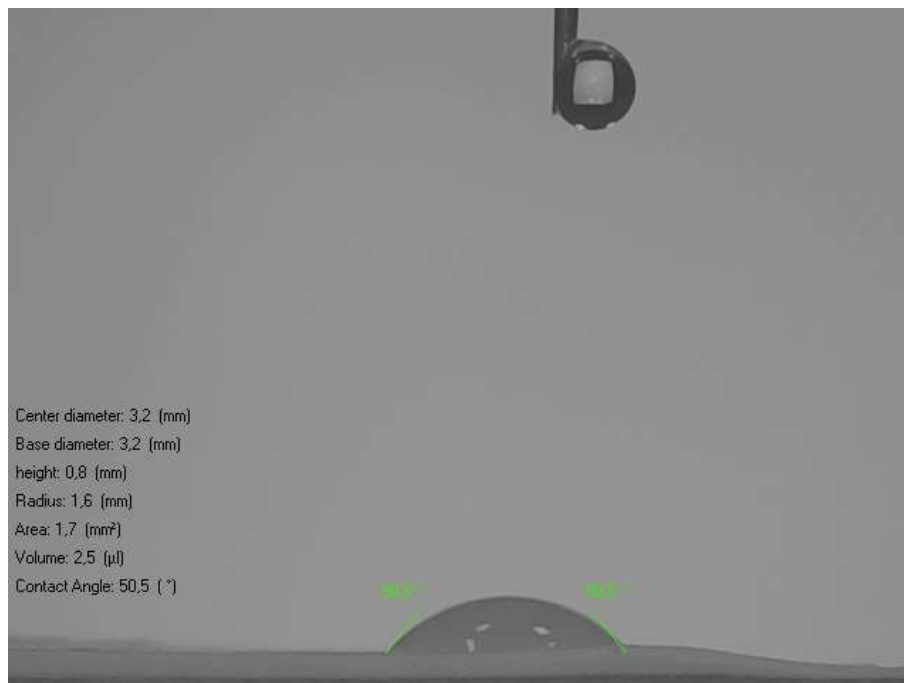 Center diameter: 3,2 (mm)
Base diameter: 3,2 (mm)
height: 0,8 (mm)
Radius: 1,6 (mm)
Area: 1,7 (mm²)
Volume: 2,5 (µl)
Contact Angle: 50,5 ( °)